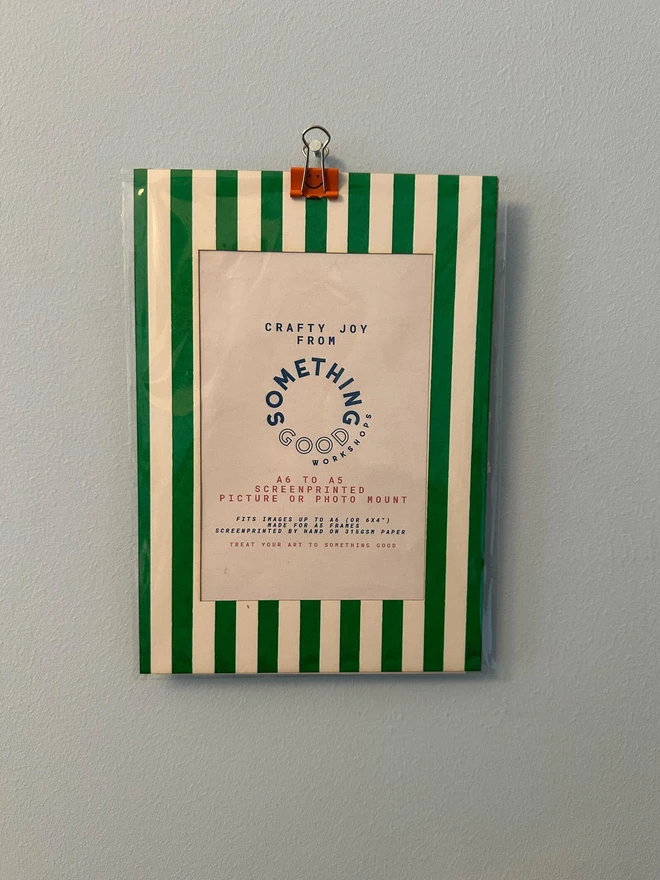 CRAFTY JOY
FROM
SOMETHING
GOOD
WORKSHOPS
A6 TO A5
SCREENPRINTED
PICTURE OR PHOTO MOUNT
FITS IMAGES UP TO A6 (OR 6X4")
MADE FOR A5 FRAMES
SCREENPRINTED BY HAND ON 315GSM PAPER
TREAT YOUR ART TO SOMETHING GOOD